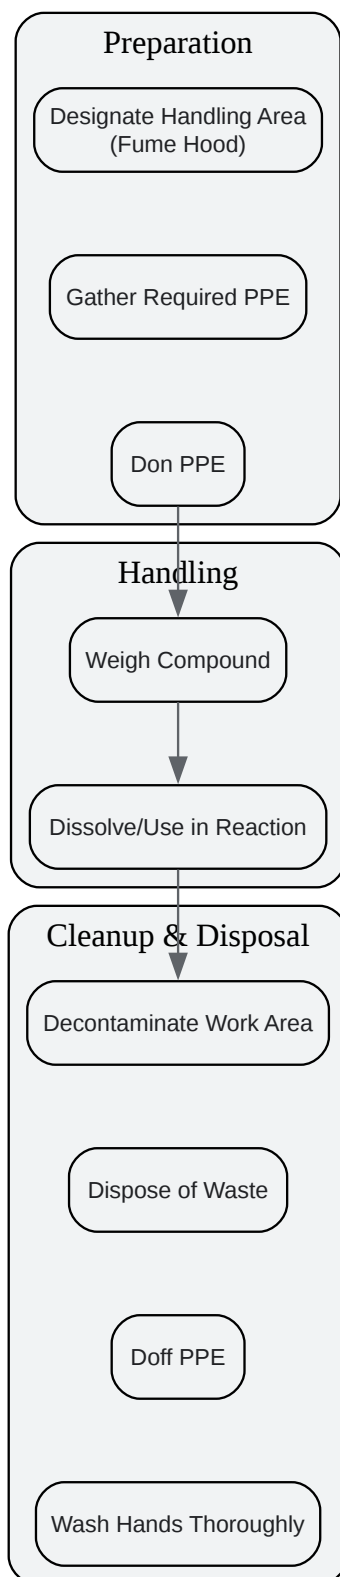 Preparation
Designate Handling Area
(Fume Hood)
Gather Required PPE
Don PPE
Handling
Weigh Compound
Dissolve/Use in Reaction
Cleanup & Disposal
Decontaminate Work Area
Dispose of Waste
Doff PPE
Wash Hands Thoroughly